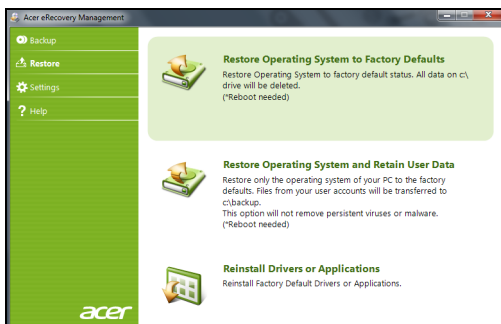 Acer eRecovery Management
Backup
Restore
Settings
? Help
Restore Operating System to Factory Defaults
Restore Operating System to factory default status. All data on c:\
drive will be deleted.
(*Reboot needed)
Restore Operating System and Retain User Data
Restore only the operating system of your PC to the factory
defaults. Files from your user accounts will be transferred to
c:\backup.
This option will not remove persistent viruses or malware.
(*Reboot needed)
Reinstall Drivers or Applications
Reinstall Factory Default Drivers or Applications.
acer